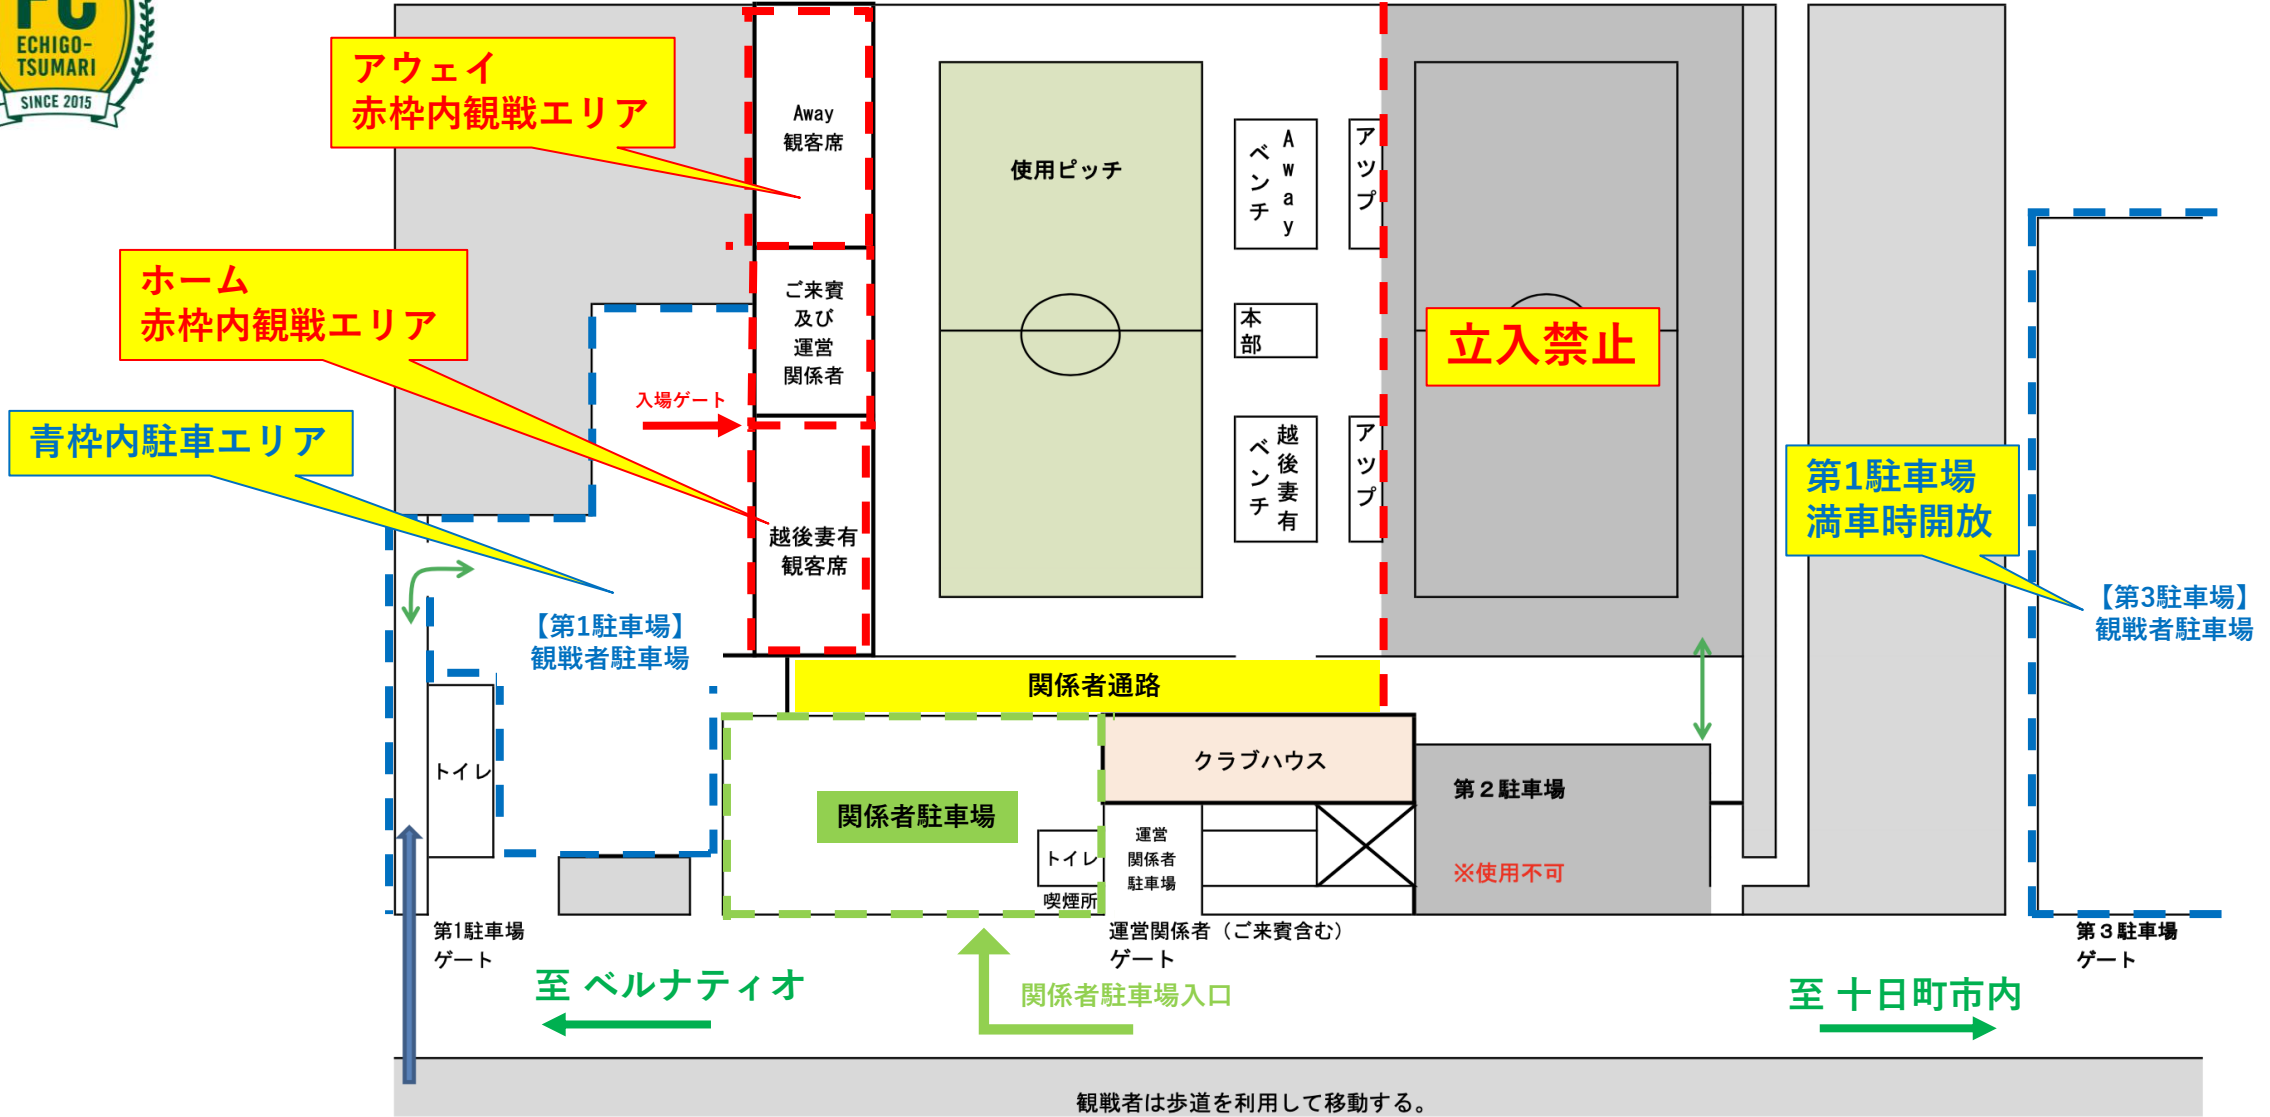 FC
ECHIGO-
TSUMARI
SINCE 2015
アウェイ
赤枠内観戦エリア
Away
観客席
使用ピッチ
Away
ベンチ
アップ
ホーム
赤枠内観戦エリア
ご来賓
及び
運営
関係者
本部
立入禁止
入場ゲート
青枠内駐車エリア
越後妻有
ベンチ
アップ
第1駐車場
満車時開放
越後妻有
観客席
【第1駐車場】
観戦者駐車場
【第3駐車場】
観戦者駐車場
関係者通路
クラブハウス
トイレ
関係者駐車場
第２駐車場
※使用不可
トイレ
喫煙所
運営
関係者
駐車場
第1駐車場
ゲート
運営関係者（ご来賓含む）
ゲート
第３駐車場
ゲート
至 ベルナティオ
関係者駐車場入口
至 十日町市内
観戦者は歩道を利用して移動する。